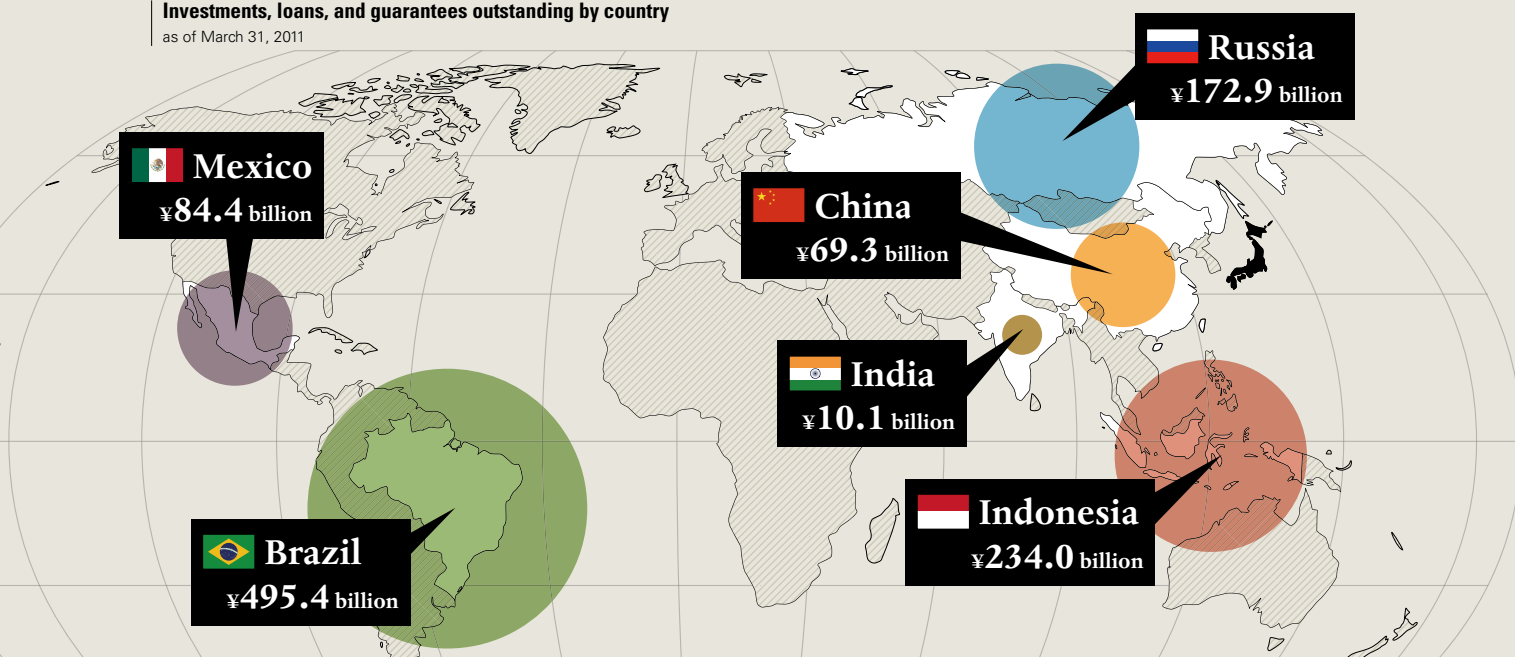 Investments, loans, and guarantees outstanding by country
as of March 31, 2011
Russia
¥172.9 billion
Mexico
¥84.4 billion
China
¥69.3 billion
India
¥10.1 billion
Indonesia
¥234.0 billion
Brazil
¥495.4 billion